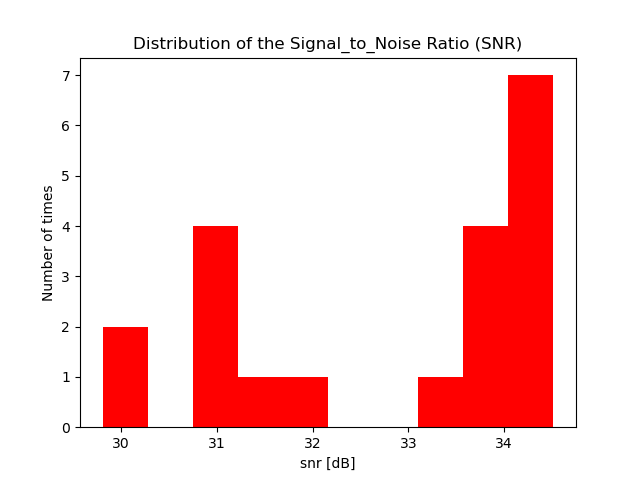 Distribution of the Signal_to_Noise Ratio (SNR)
7
6
5
4
3
2
1
0
Number of times
30 31 32 33 34
snr [dB]